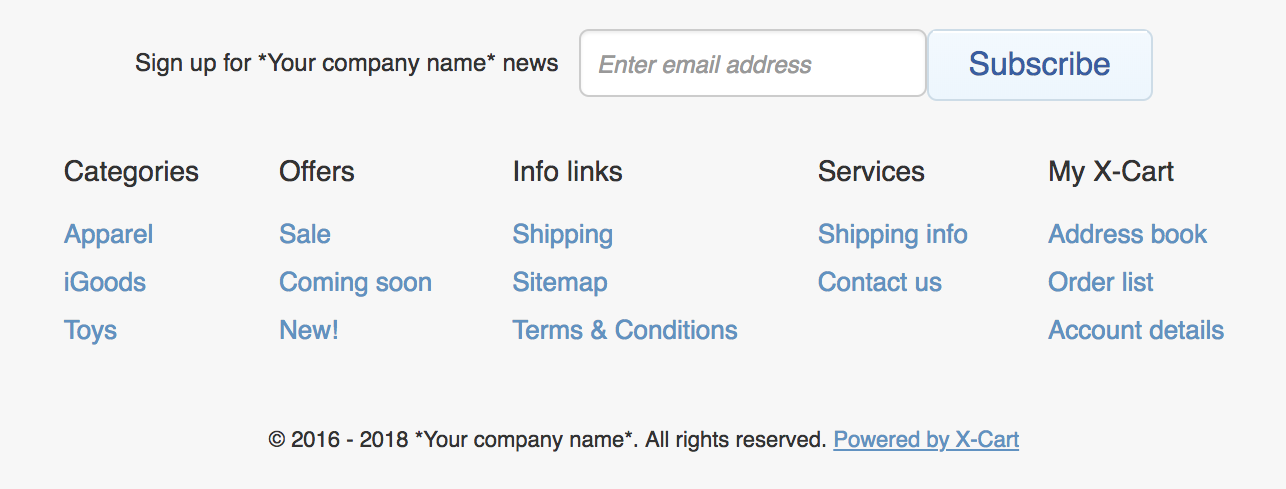 Sign up for *Your company name* news
Enter email address
Subscribe
Categories
Apparel
iGoods
Toys
Offers
Sale
Coming soon
New!
Info links
Shipping
Sitemap
Terms & Conditions
Services
Shipping info
Contact us
My X-Cart
Address book
Order list
Account details
© 2016 - 2018 *Your company name*. All rights reserved. Powered by X-Cart